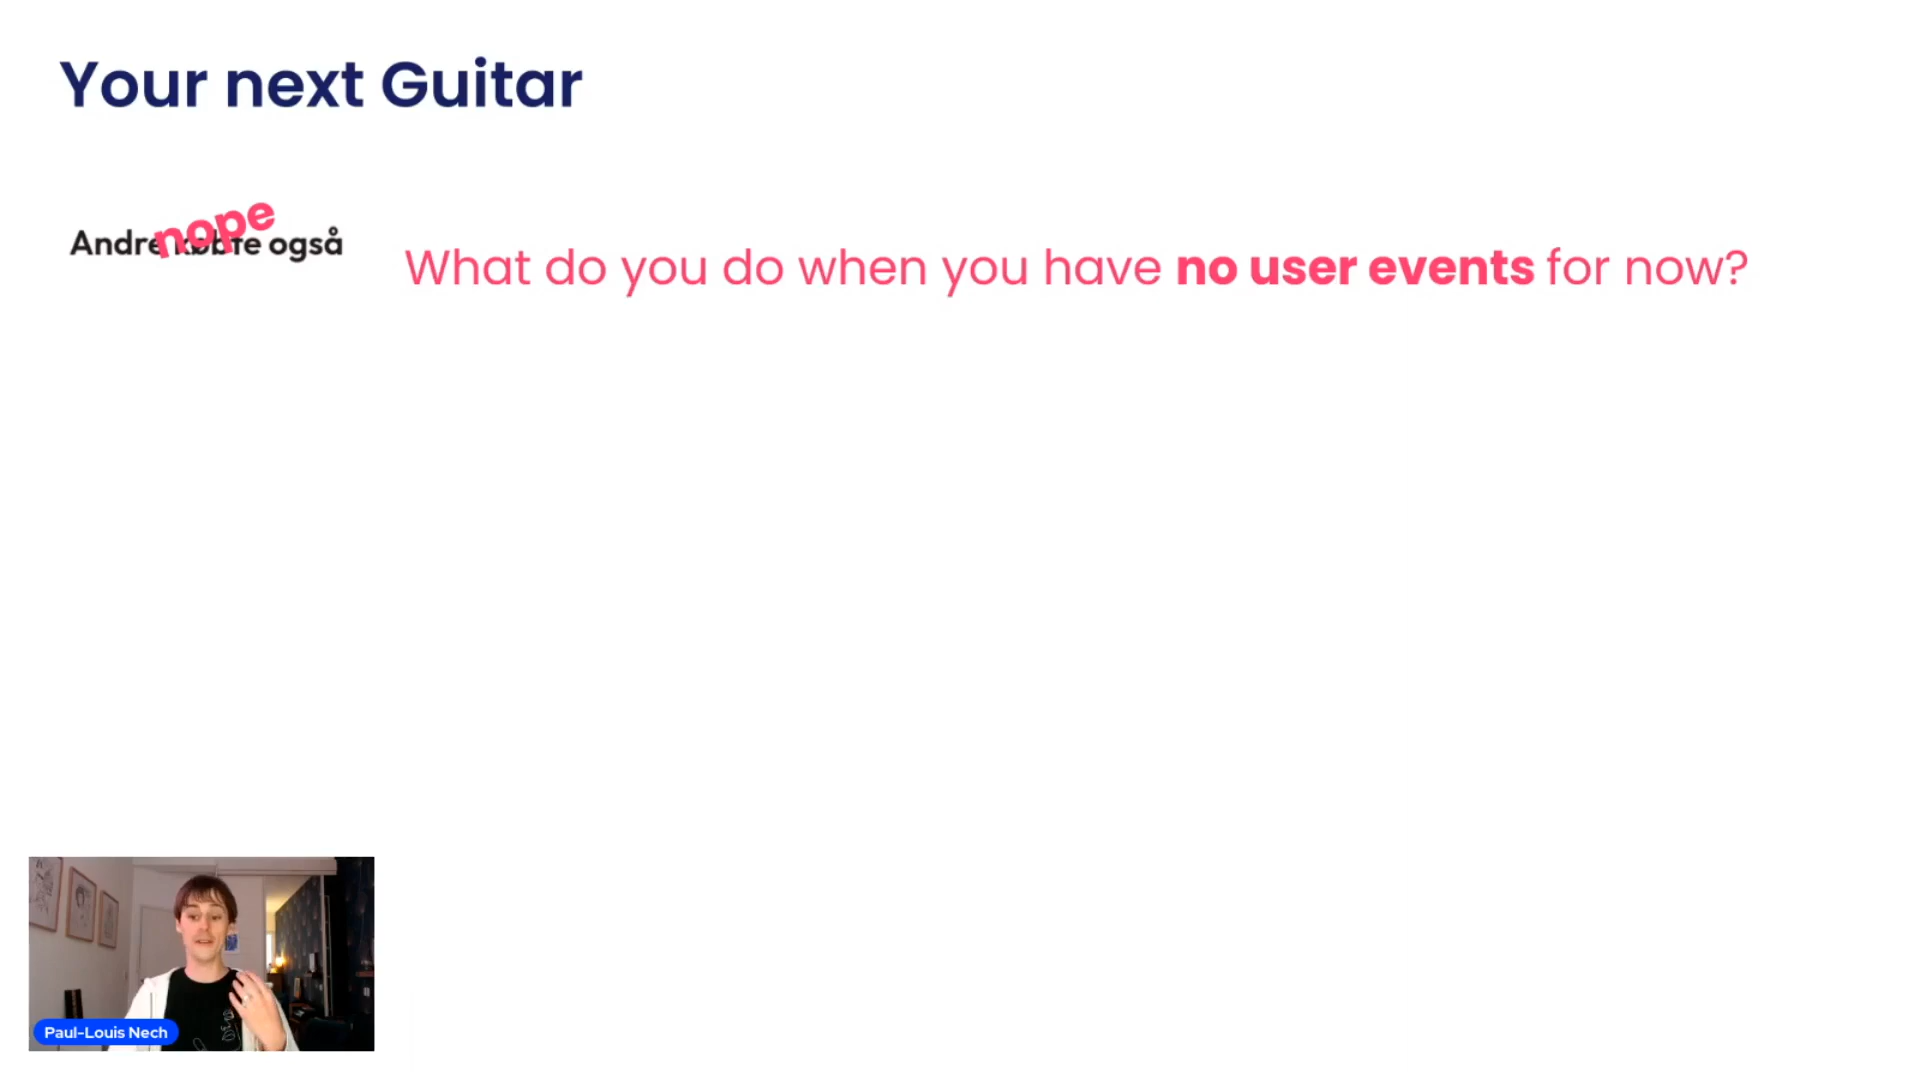 Your next Guitar
nope
Andre købte også
What do you do when you have no user events for now?
Paul-Louis Nech